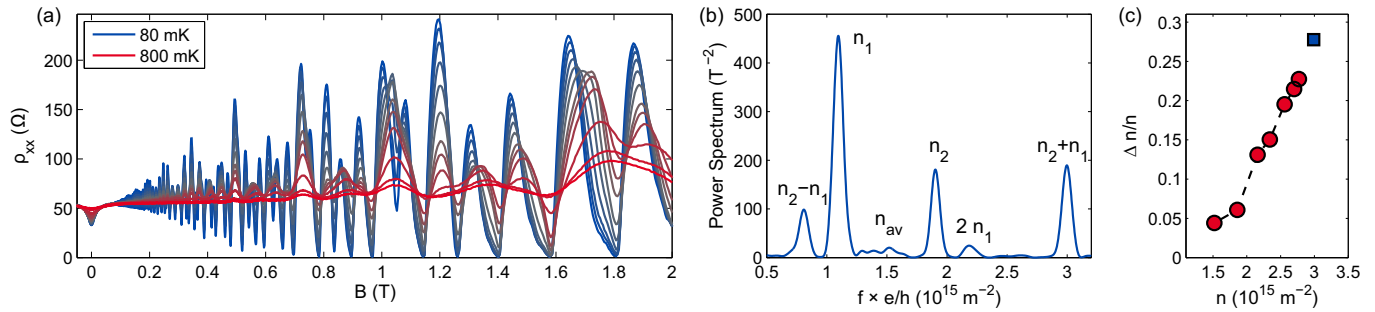 (a)
80 mK
800 mK
ρxx (Ω)
200
150
100
50
0
0 0.2 0.4 0.6 0.8 1.0 1.2 1.4 1.6 1.8 2
B (T)
(b)
Power Spectrum (T⁻²)
500
400
300
200
100
0
n₂−n₁
n₁
nav
n₂
2 n₁
n₂+n₁
0.5 1 1.5 2 2.5 3
f × e/h (10¹⁵ m⁻²)
(c)
Δ n/n
0.3
0.25
0.2
0.15
0.1
0.05
0
1.5 2 2.5 3 3.5
n (10¹⁵ m⁻²)